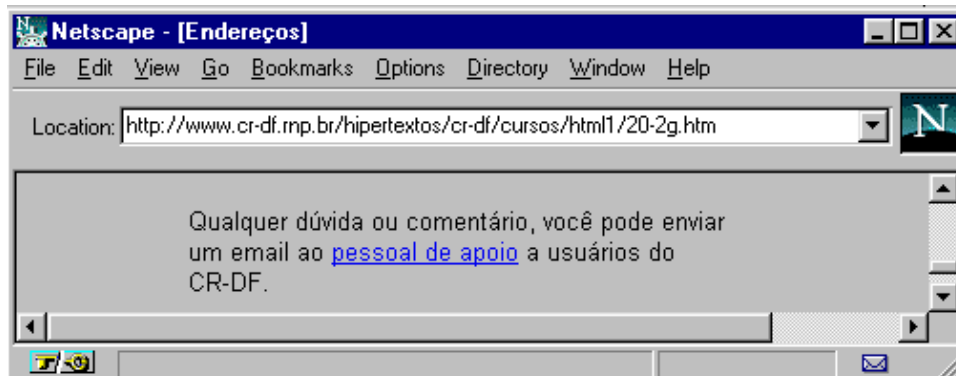 Netscape - [Endereços]
File Edit View Go Bookmarks Options Directory Window Help
Location: http://www.cr-df.rnp.br/hipertextos/cr-df/cursos/html1/20-2g.htm
N
Qualquer dúvida ou comentário, você pode enviar
um email ao pessoal de apoio a usuários do
CR-DF.